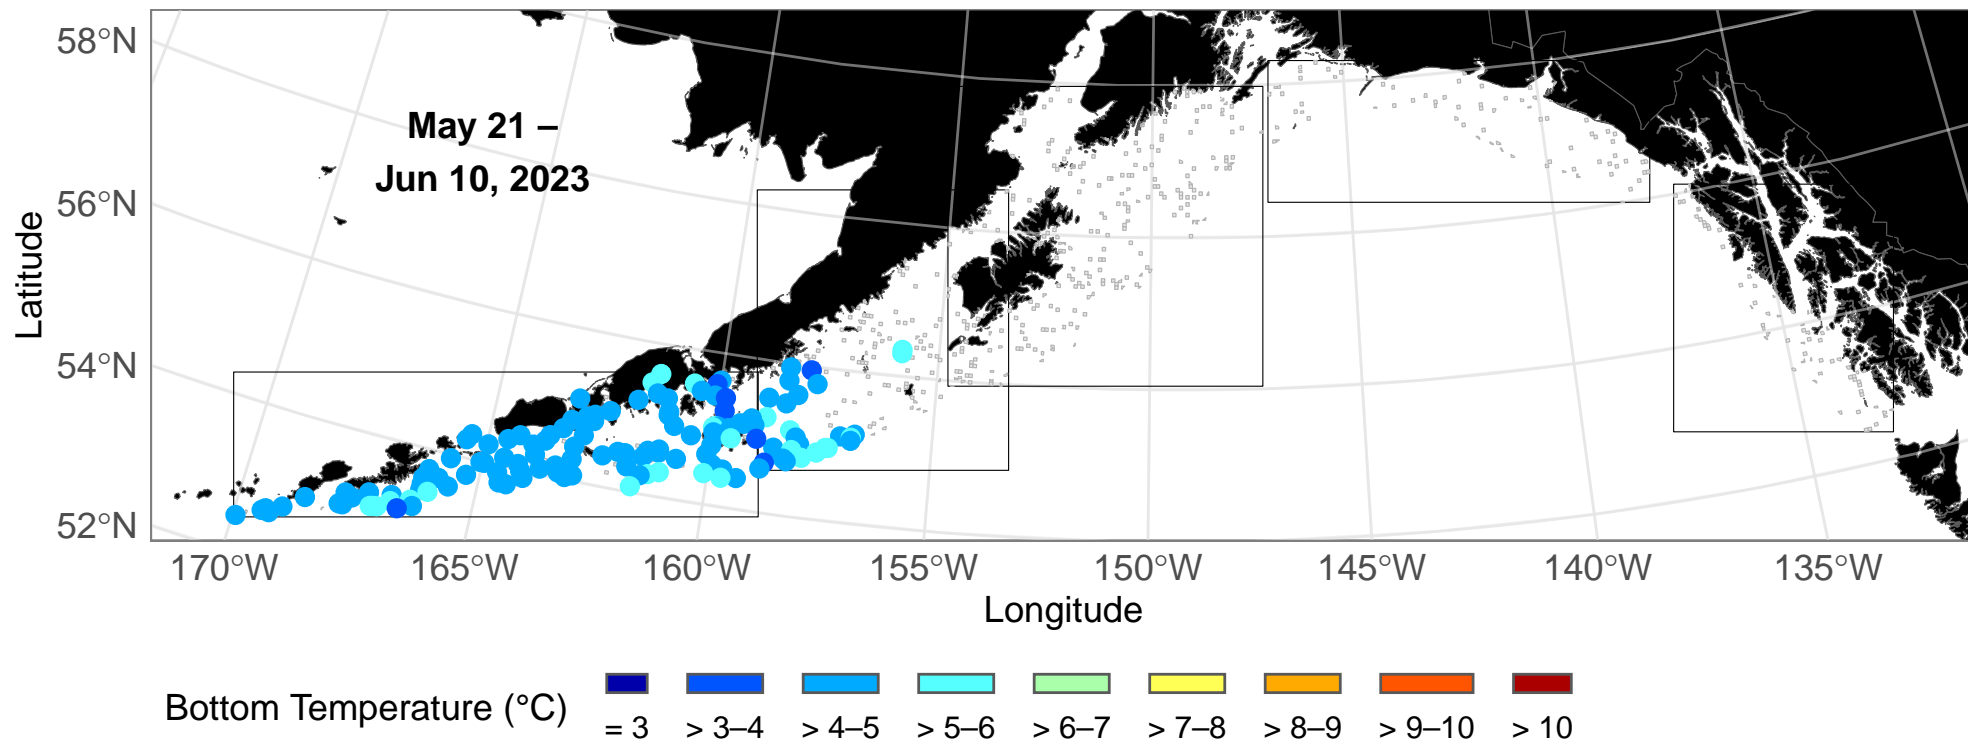 58°N
56°N
54°N
52°N
Latitude
May 21 –
Jun 10, 2023
170°W 165°W 160°W 155°W 150°W 145°W 140°W 135°W
Longitude
Bottom Temperature (°C)
= 3 > 3–4 > 4–5 > 5–6 > 6–7 > 7–8 > 8–9 > 9–10 > 10